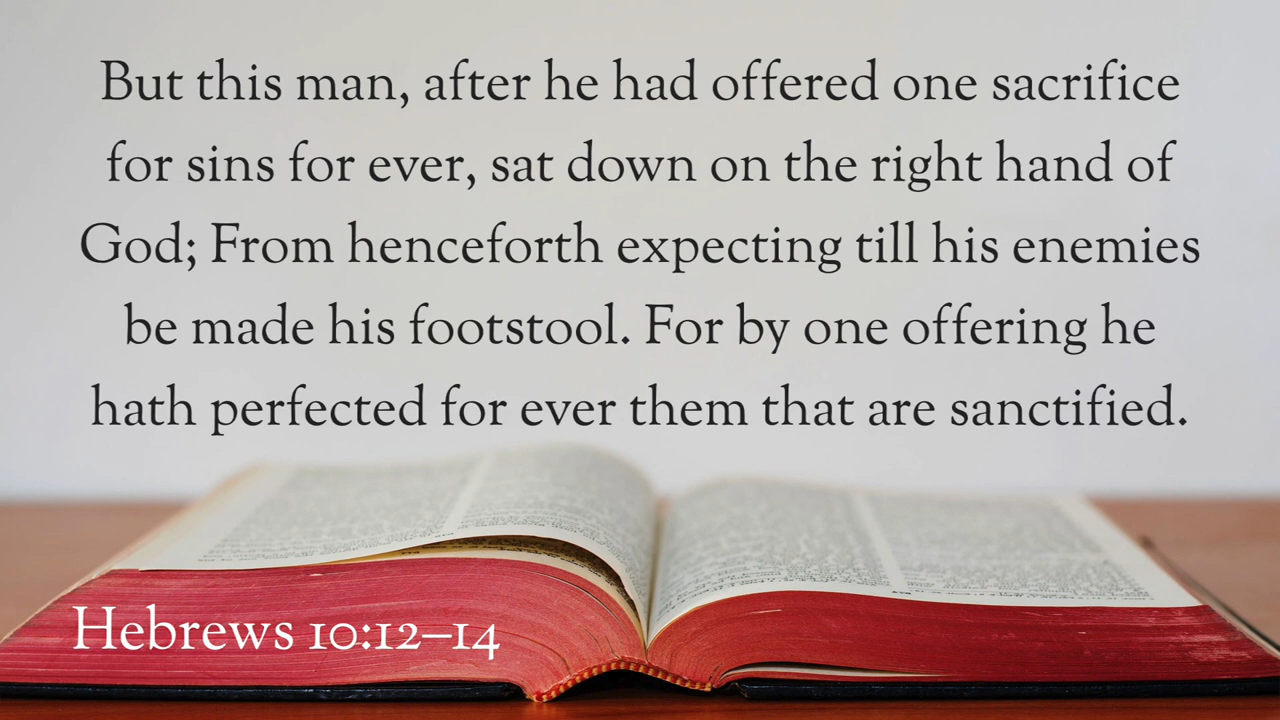 But this man, after he had offered one sacrifice
for sins for ever, sat down on the right hand of
God; From henceforth expecting till his enemies
be made his footstool. For by one offering he
hath perfected for ever them that are sanctified.
Hebrews 10:12–14